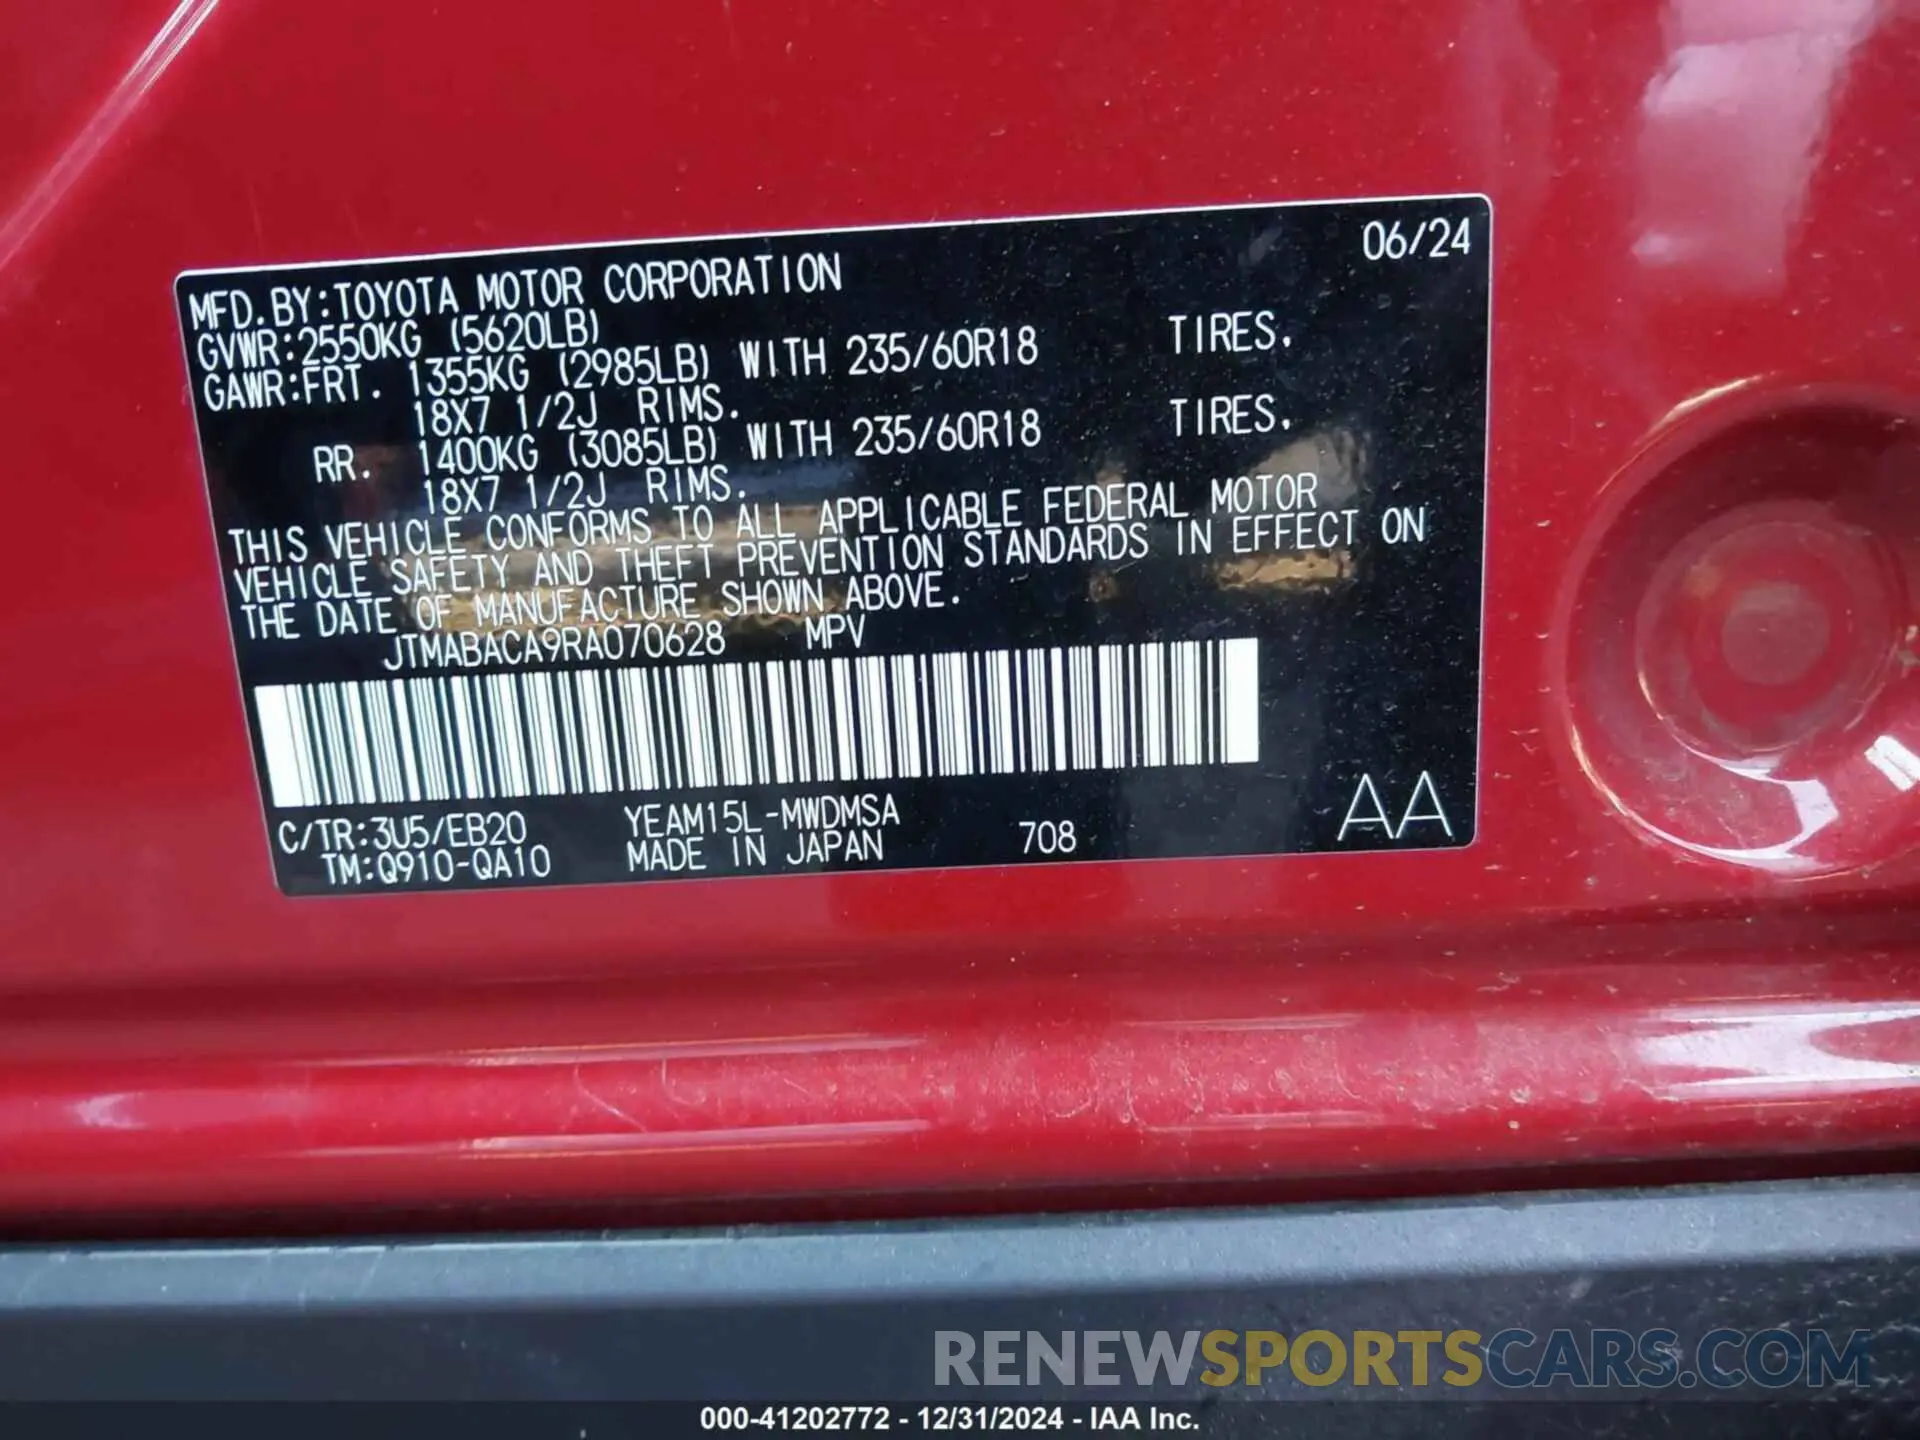 06/24
MFD.BY:TOYOTA MOTOR CORPORATION
GVWR:2550KG (5620LB)
GAWR:FRT. 1355KG (2985LB) WITH 235/60R18 TIRES.
18X7 1/2J RIMS.
RR. 1400KG (3085LB) WITH 235/60R18 TIRES.
18X7 1/2J RIMS.
THIS VEHICLE CONFORMS TO ALL APPLICABLE FEDERAL MOTOR
VEHICLE SAFETY AND THEFT PREVENTION STANDARDS IN EFFECT ON
THE DATE OF MANUFACTURE SHOWN ABOVE.
JTMABACA9RA070628 MPV
C/TR:3U5/EB20 YEAM15L-MWDMSA
TM:Q910-QA10 MADE IN JAPAN 708 AA
RENEWSPORTSCARS.COM
000-41202772 - 12/31/2024 - IAA Inc.